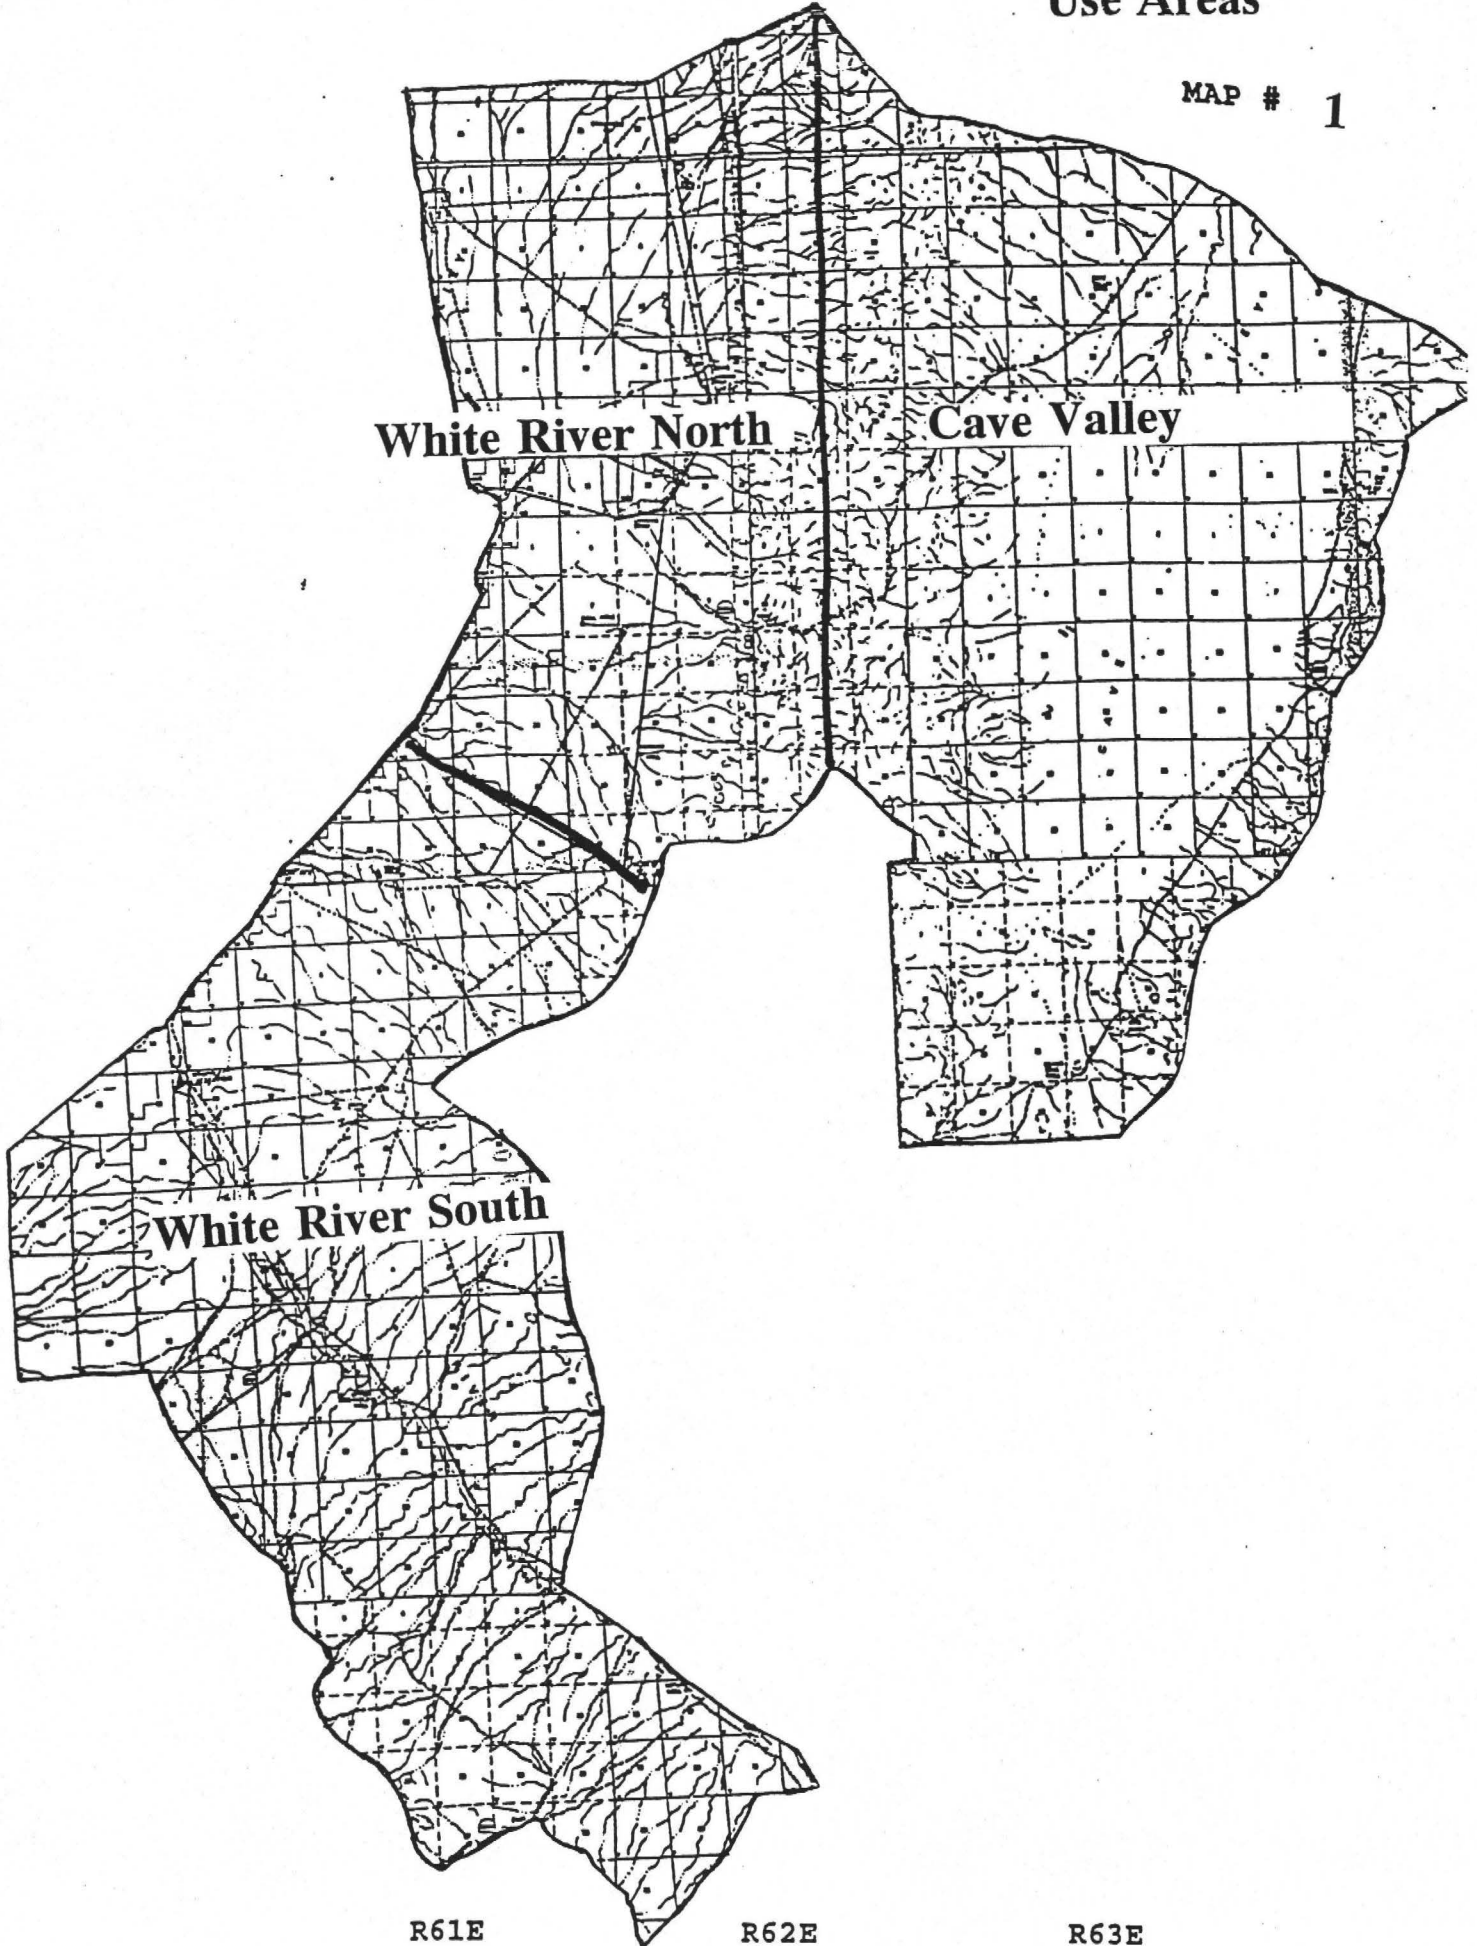 Use Areas
MAP # 1
White River North
Cave Valley
White River South
R61E R62E R63E